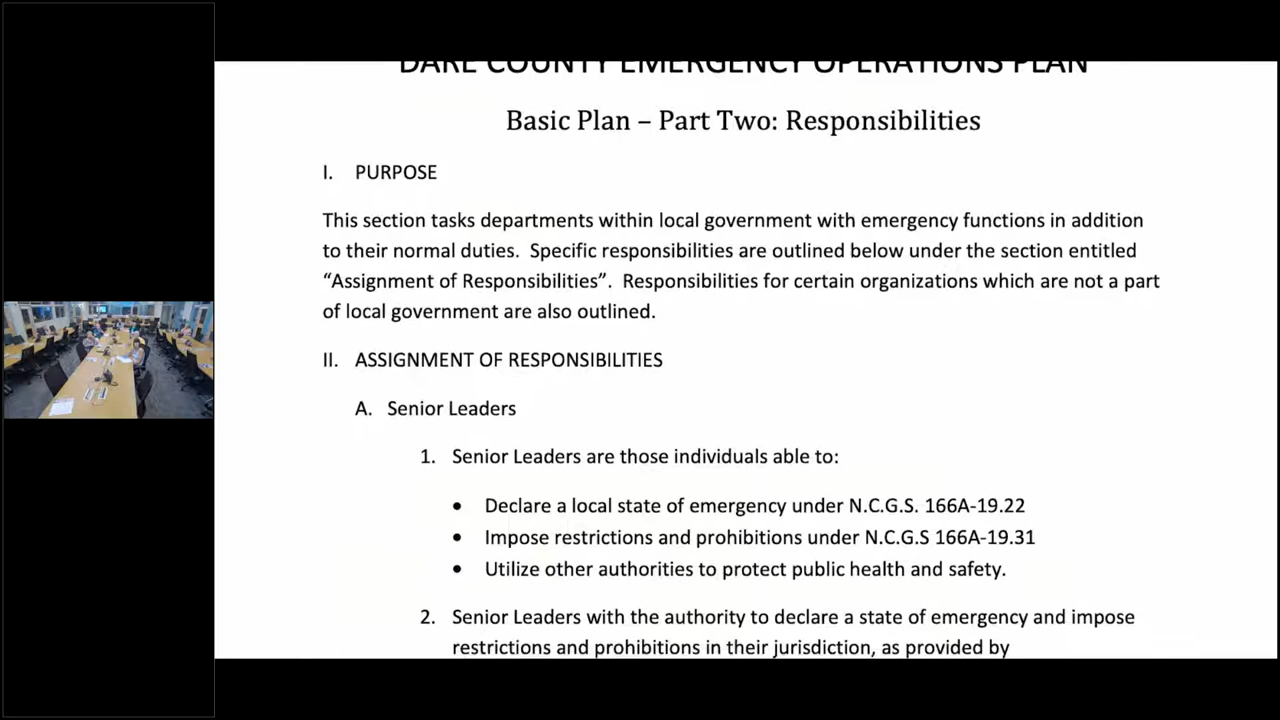 DARE COUNTY EMERGENCY OPERATIONS PLAN
Basic Plan – Part Two: Responsibilities
I. PURPOSE
This section tasks departments within local government with emergency functions in addition
to their normal duties.  Specific responsibilities are outlined below under the section entitled
“Assignment of Responsibilities”.  Responsibilities for certain organizations which are not a part
of local government are also outlined.
II. ASSIGNMENT OF RESPONSIBILITIES
A. Senior Leaders
1. Senior Leaders are those individuals able to:
• Declare a local state of emergency under N.C.G.S. 166A-19.22
• Impose restrictions and prohibitions under N.C.G.S 166A-19.31
• Utilize other authorities to protect public health and safety.
2. Senior Leaders with the authority to declare a state of emergency and impose
restrictions and prohibitions in their jurisdiction, as provided by